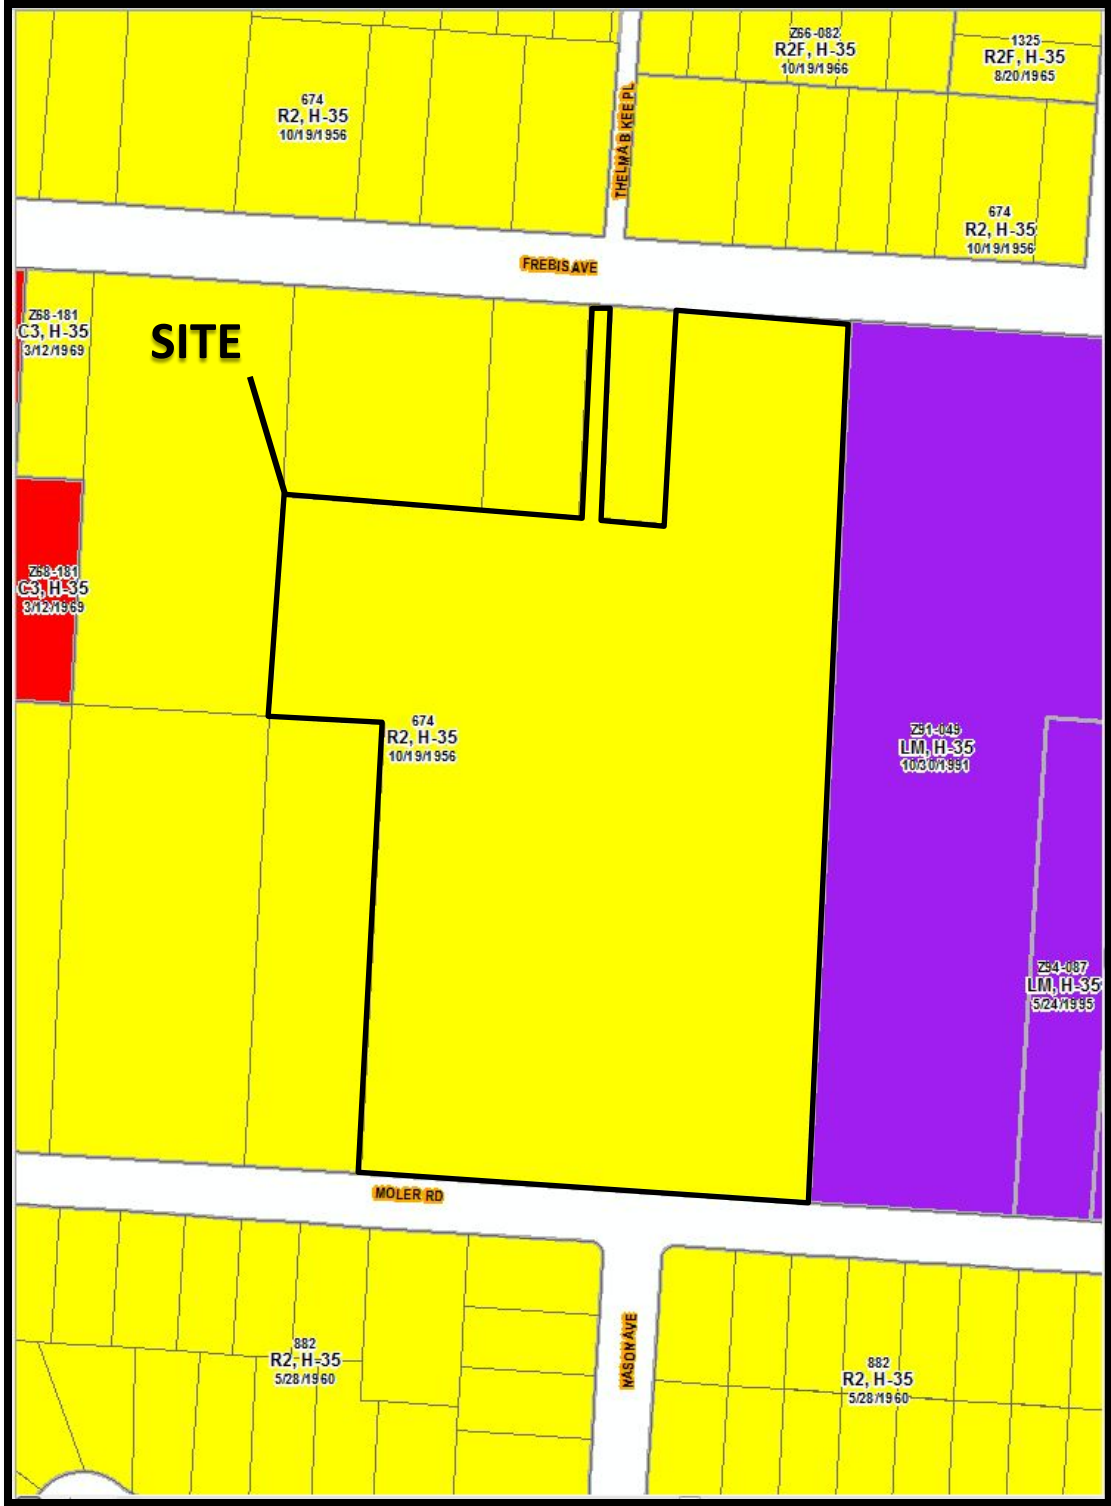 Z66-082
R2F, H-35
10/19/1966
1325
R2F, H-35
8/20/1965
674
R2, H-35
10/19/1956
THELMA B KEE PL
674
R2, H-35
10/19/1956
FREBIS AVE
Z68-181
C3, H-35
3/12/1969
SITE
Z68-181
C3, H-35
3/12/1969
674
R2, H-35
10/19/1956
Z91-049
LM, H-35
10/30/1991
Z94-087
LM, H-35
5/24/1995
MOLER RD
NASON AVE
882
R2, H-35
5/28/1960
882
R2, H-35
5/28/1960